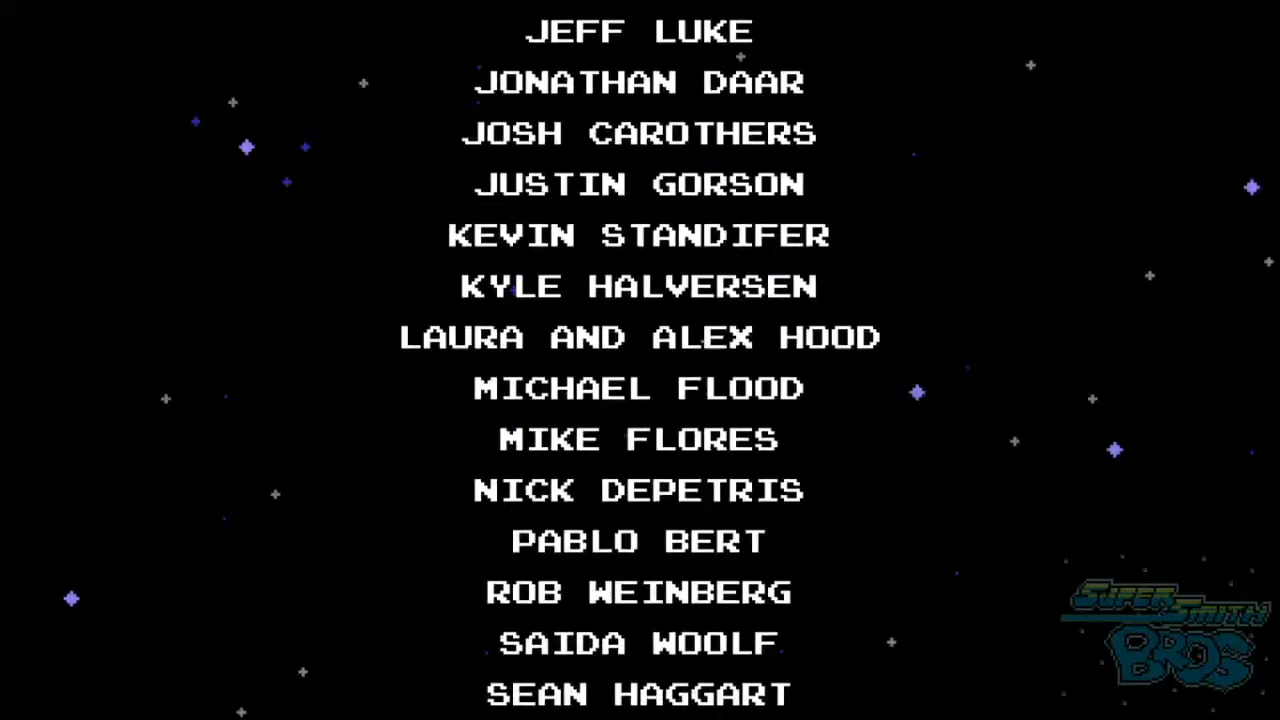 JEFF LUKE
JONATHAN DAAR
JOSH CAROTHERS
JUSTIN GORSON
KEVIN STANDIFER
KYLE HALVERSEN
LAURA AND ALEX HOOD
MICHAEL FLOOD
MIKE FLORES
NICK DEPETRIS
PABLO BERT
ROB WEINBERG
SAIDA WOOLF
SEAN HAGGART
SUPER SMITH
BROS